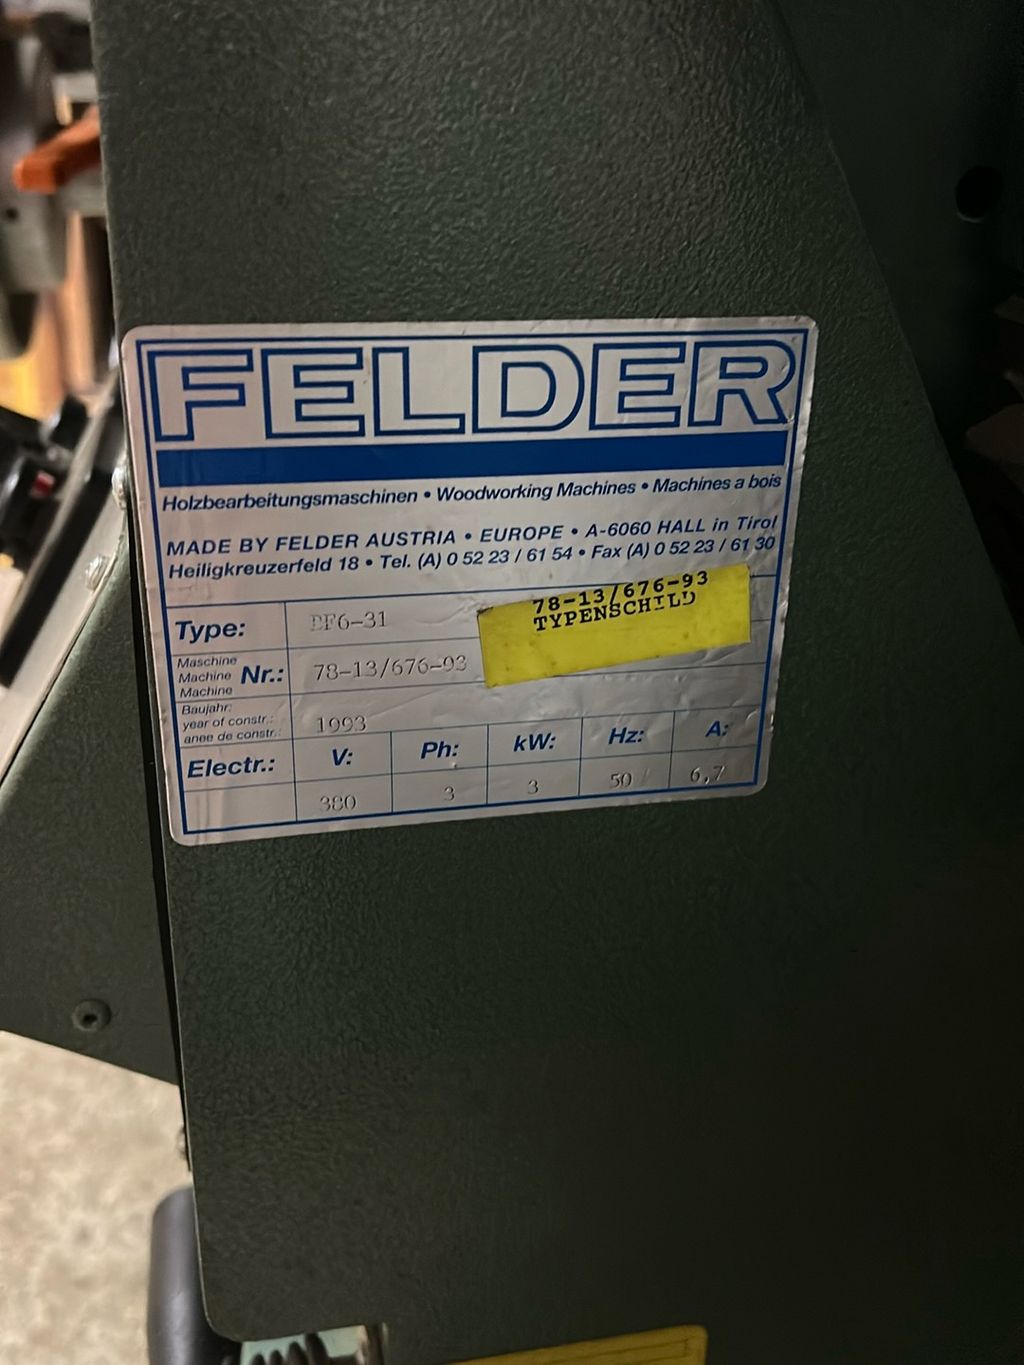 FELDER
Holzbearbeitungsmaschinen • Woodworking Machines • Machines a bois
MADE BY FELDER AUSTRIA • EUROPE • A-6060 HALL in Tirol
Heiligkreuzerfeld 18 • Tel. (A) 0 52 23 / 61 54 • Fax (A) 0 52 23 / 61 30
78-13/676-93
TYPENSCHILD
Type: BF6-31
Maschine
Machine Nr.: 78-13/676-93
Machine
Baujahr:
year of constr.: 1993
anee de constr.:
Electr.: V: Ph: kW: Hz: A:
380 3 3 50 6,7